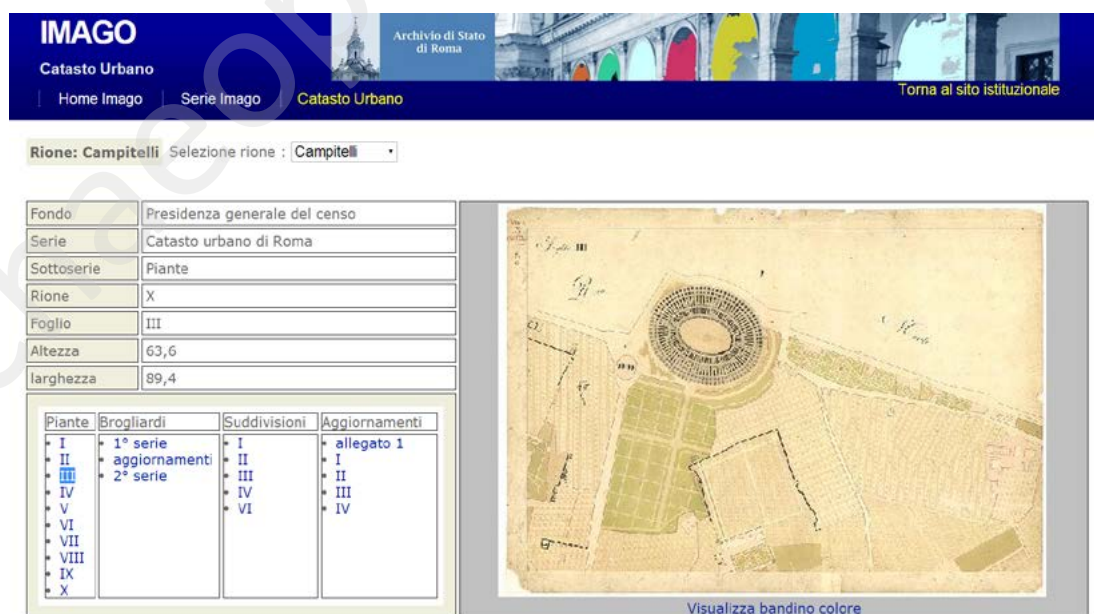 IMAGO
Catasto Urbano
Archivio di Stato
di Roma
Home Imago Serie Imago Catasto Urbano
Torna al sito istituzionale
Rione: Campitelli Selezione rione : Campitelli
Fondo Presidenza generale del censo
Serie Catasto urbano di Roma
Sottoserie Piante
Rione X
Foglio III
Altezza 63,6
larghezza 89,4
Piante Brogliardi Suddivisioni Aggiornamenti
I 1° serie I allegato 1
II aggiornamenti II I
III 2° serie III II
IV IV III
V VI IV
VI
VII
VIII
IX
X
III
Visualizza bandino colore